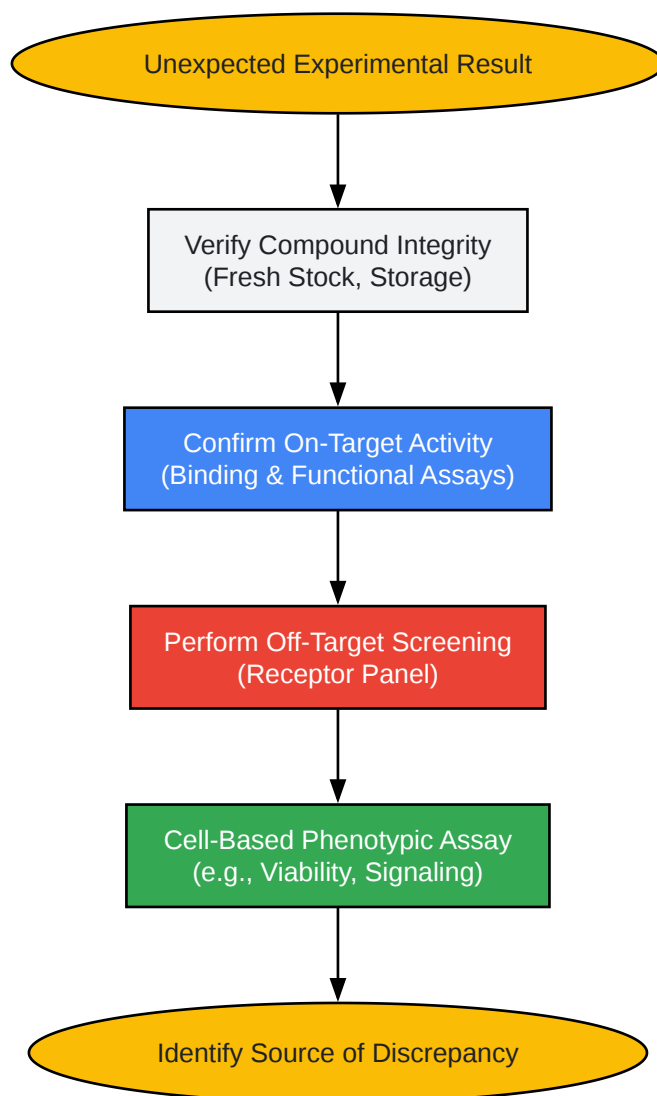 Unexpected Experimental Result
Verify Compound Integrity
(Fresh Stock, Storage)
Confirm On-Target Activity
(Binding & Functional Assays)
Perform Off-Target Screening
(Receptor Panel)
Cell-Based Phenotypic Assay
(e.g., Viability, Signaling)
Identify Source of Discrepancy